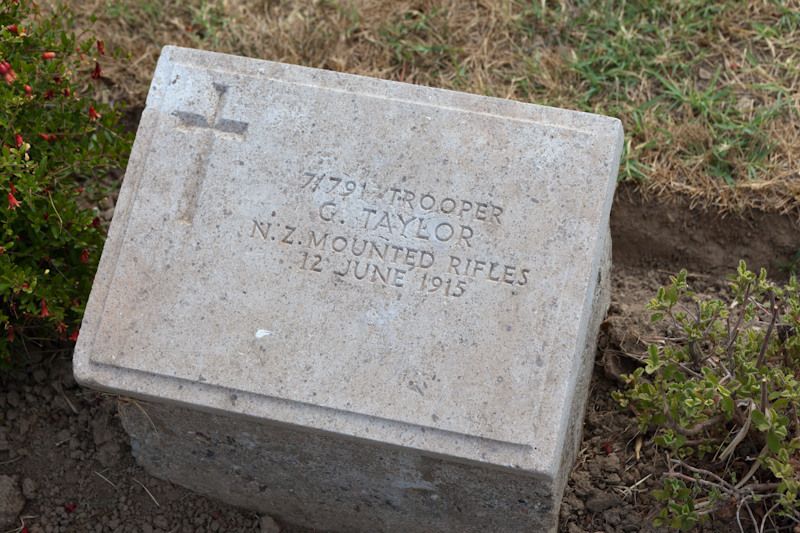 7/791 TROOPER
G. TAYLOR
N.Z. MOUNTED RIFLES
12 JUNE 1915